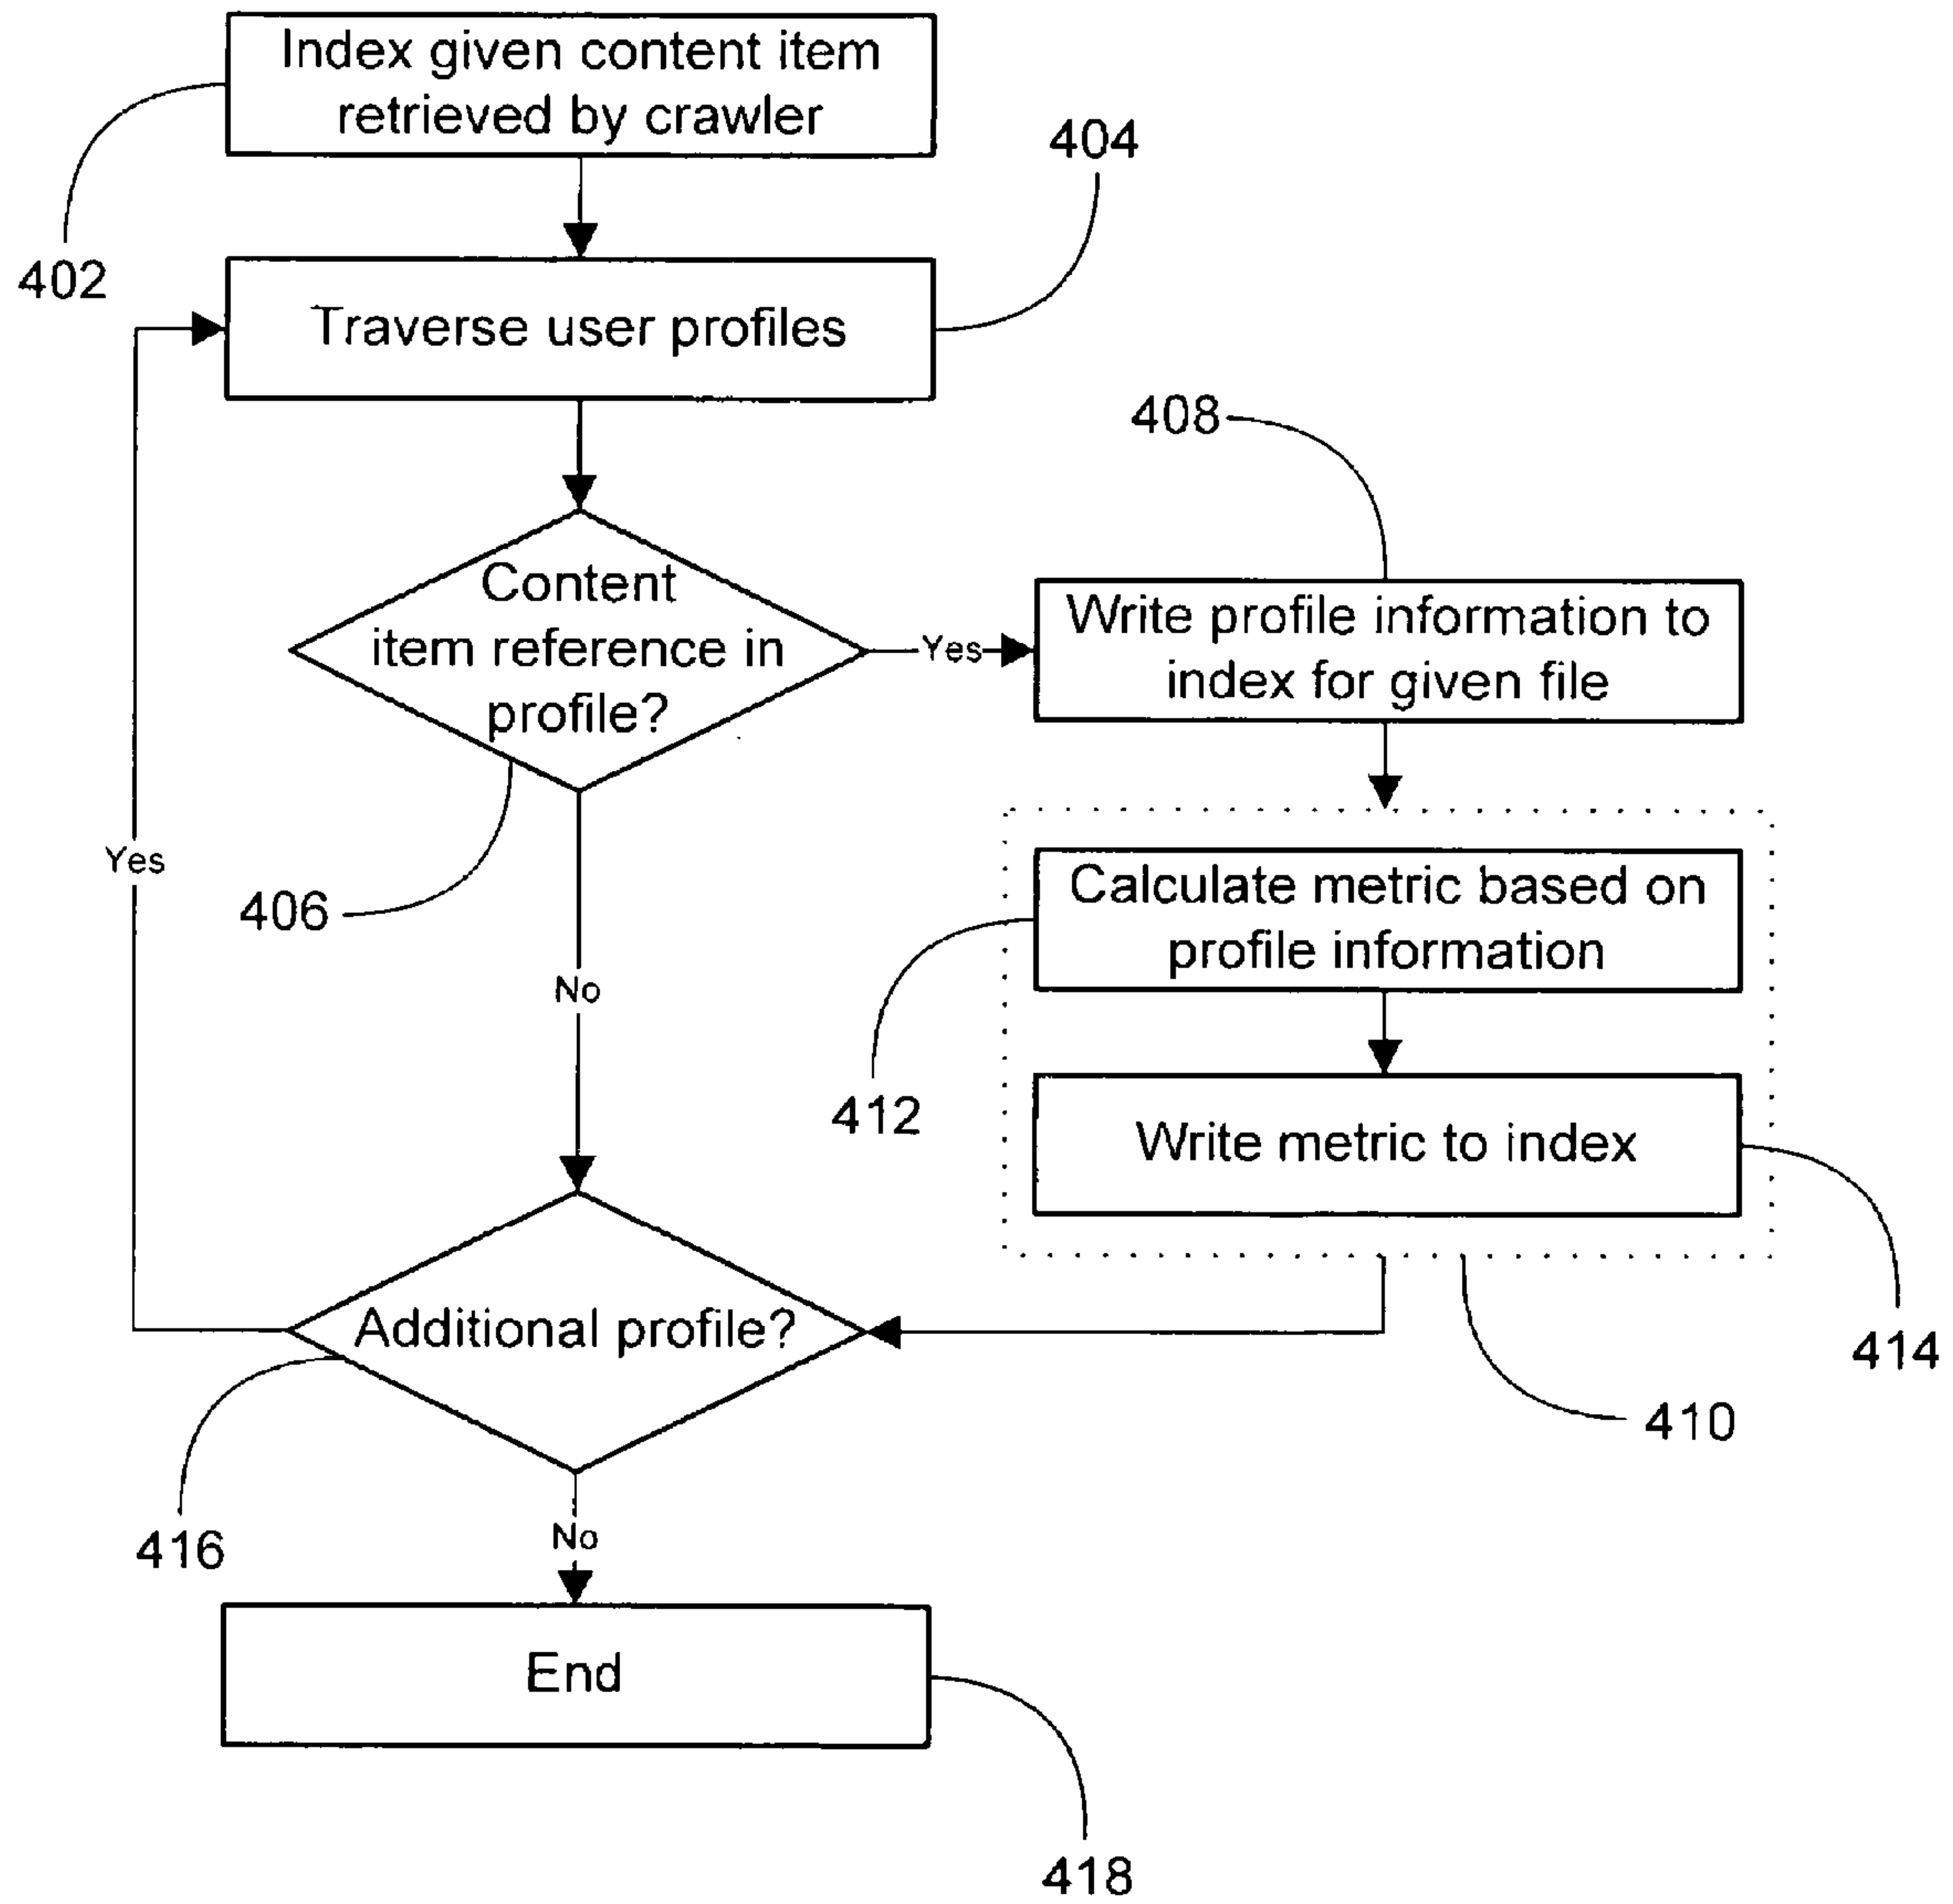 Index given content item
retrieved by crawler
404
402
Traverse user profiles
408
Content
item reference in
profile?
Yes
Write profile information to
index for given file
Yes
406
Calculate metric based on
profile information
No
412
Write metric to index
Additional profile?
414
410
416
No
End
418